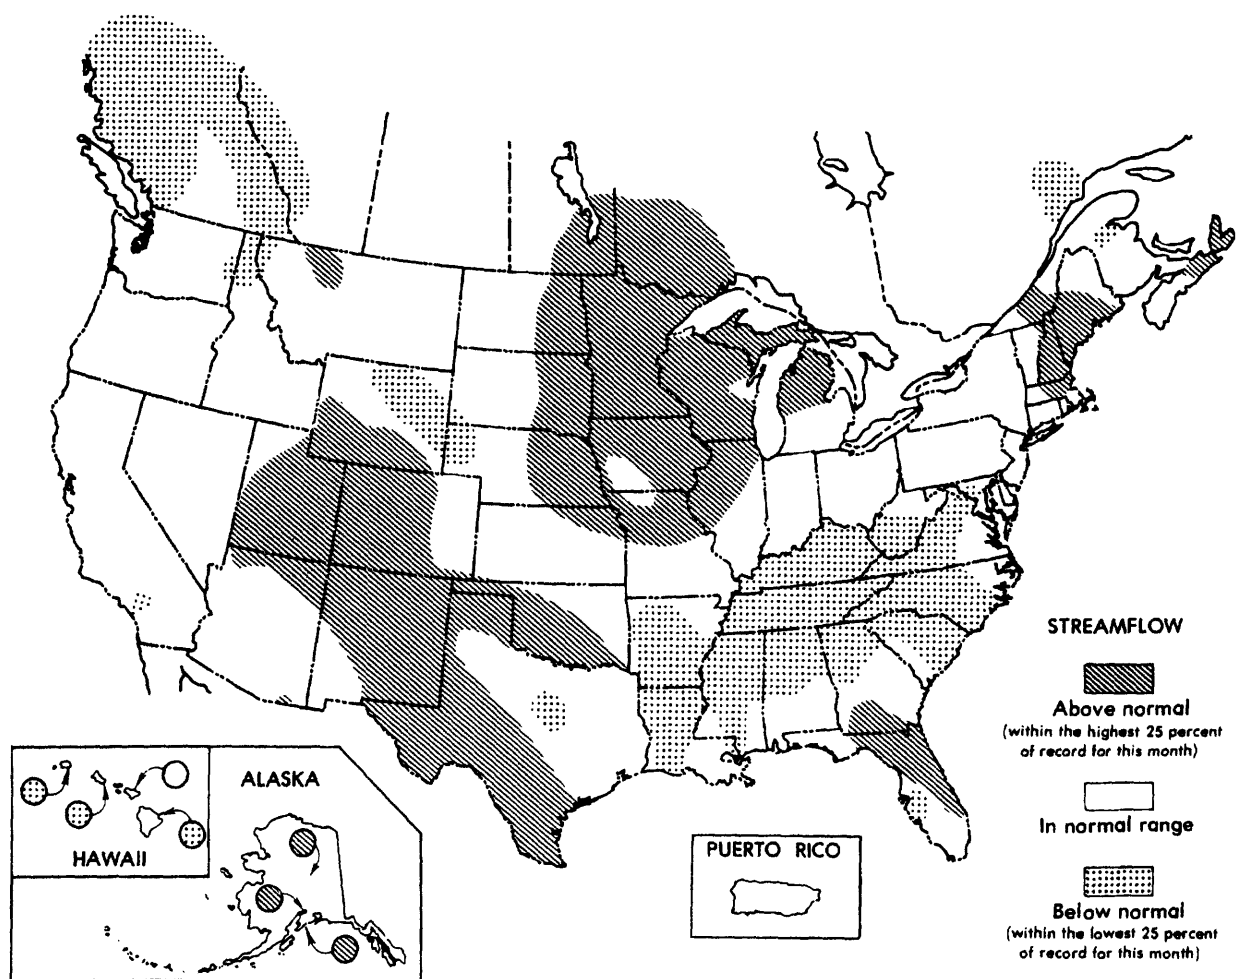 STREAMFLOW
Above normal
(within the highest 25 percent
of record for this month)
In normal range
Below normal
(within the lowest 25 percent
of record for this month)
ALASKA
HAWAII
PUERTO RICO